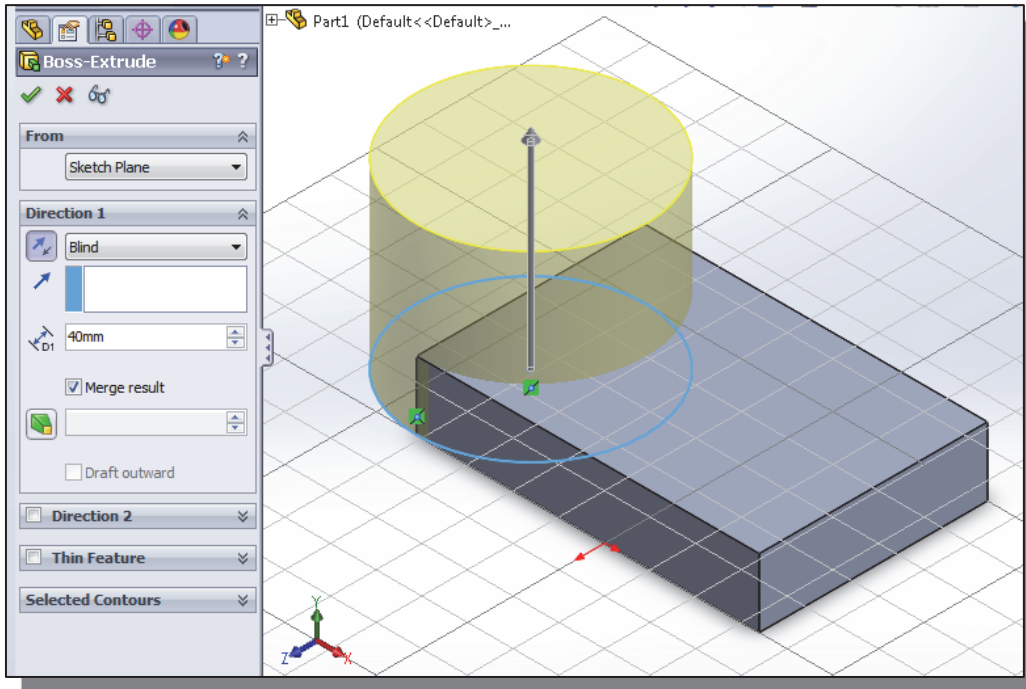 Part1 (Default<<Default>_...
Boss-Extrude
? ?
From
Sketch Plane
Direction 1
Blind
D1
40mm
Merge result
Draft outward
Direction 2
Thin Feature
Selected Contours
Y
Z
X